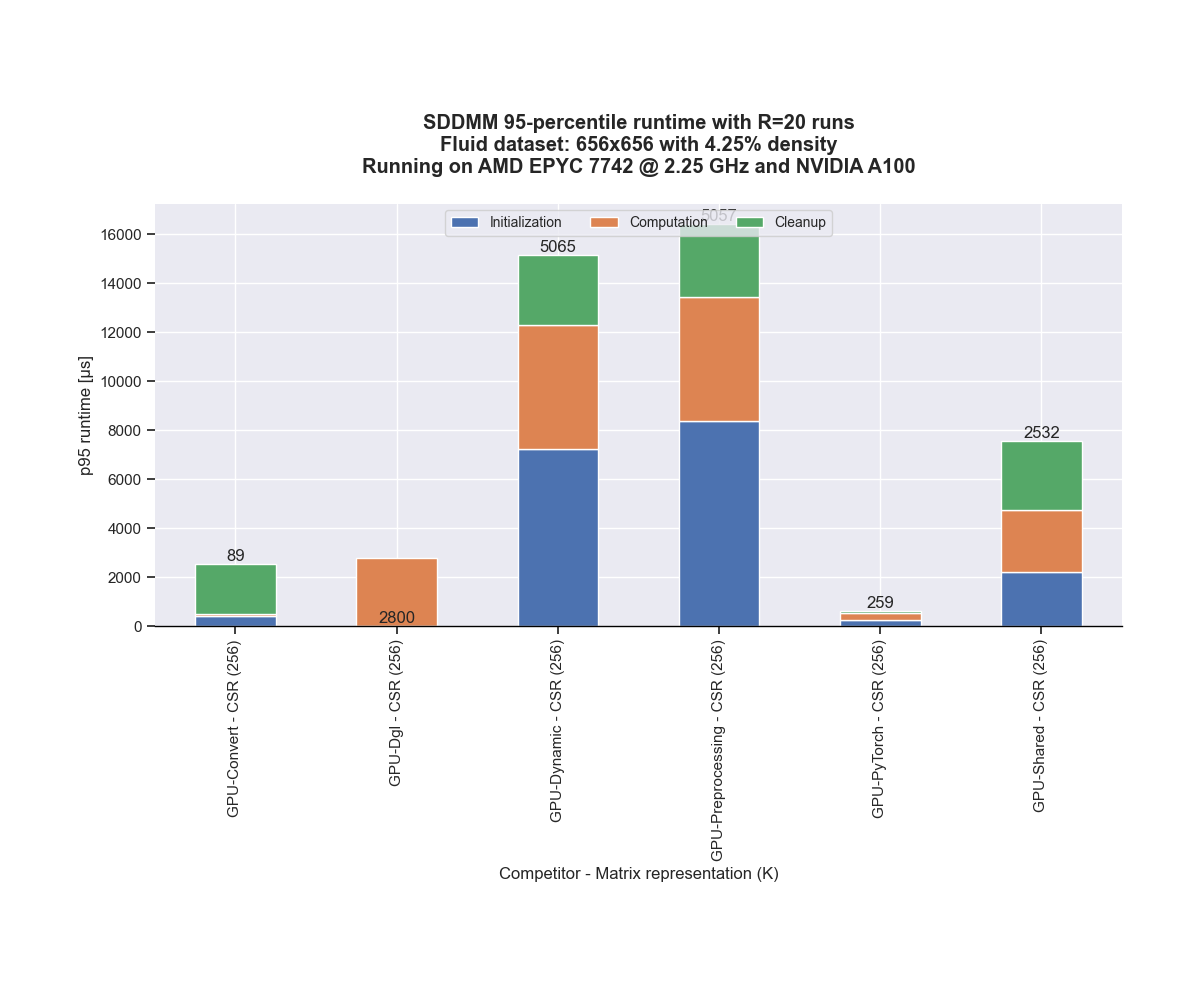 SDDMM 95-percentile runtime with R=20 runs
Fluid dataset: 656x656 with 4.25% density
Running on AMD EPYC 7742 @ 2.25 GHz and NVIDIA A100
Initialization
Computation
Cleanup
p95 runtime [µs]
16000
14000
12000
10000
8000
6000
4000
2000
0
89
2800
5065
5057
259
2532
GPU-Convert - CSR (256)
GPU-Dgl - CSR (256)
GPU-Dynamic - CSR (256)
GPU-Preprocessing - CSR (256)
GPU-PyTorch - CSR (256)
GPU-Shared - CSR (256)
Competitor - Matrix representation (K)